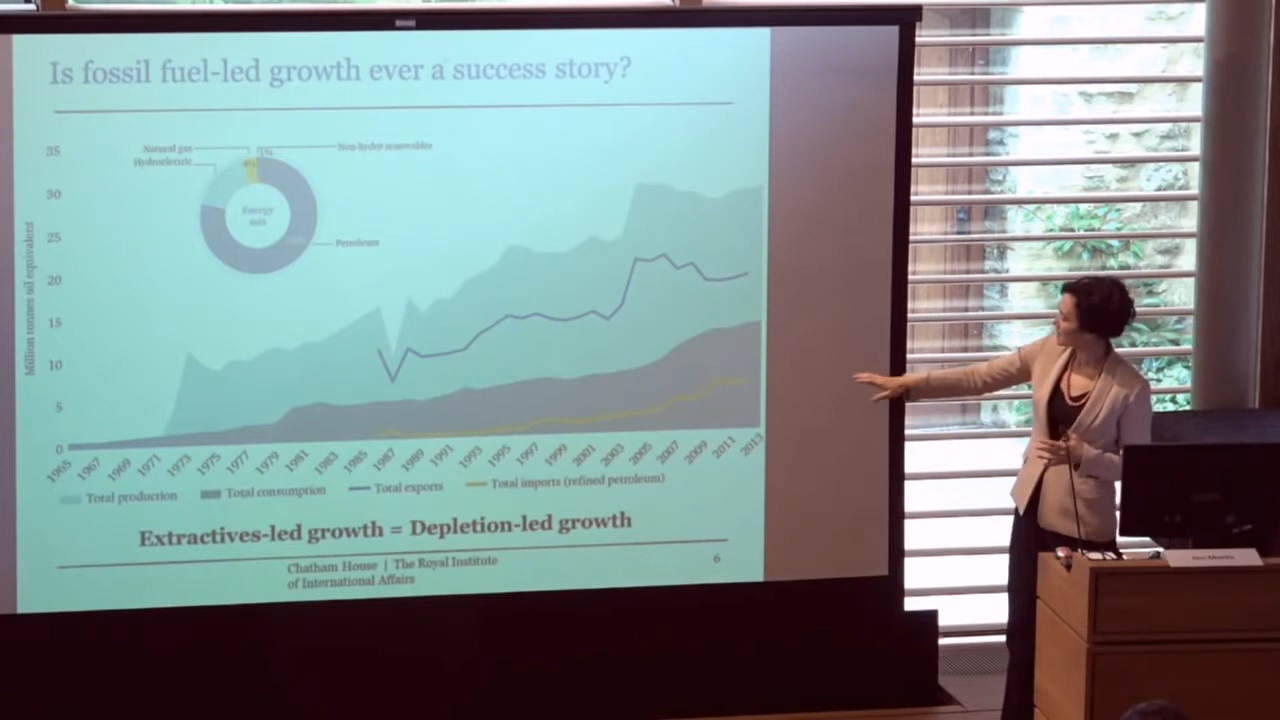 Is fossil fuel-led growth ever a success story?
Natural gas
Non-hydro renewables
Hydroelectric
Energy
mix
Petroleum
Million tonnes oil equivalent
35
30
25
20
15
10
5
0
1965 1967 1969 1971 1973 1975 1977 1979 1981 1983 1985 1987 1989 1991 1993 1995 1997 1999 2001 2003 2005 2007 2009 2011 2013
Total production Total consumption Total exports Total imports (refined petroleum)
Extractives-led growth = Depletion-led growth
Chatham House | The Royal Institute
of International Affairs
6